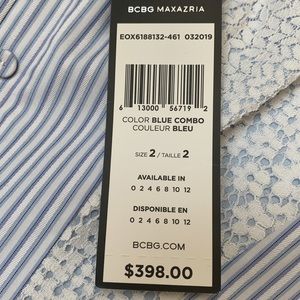 BCBG MAXAZRIA
EOX6188132-461 032019
6 13000 56719 2
COLOR BLUE COMBO
COULEUR BLEU
SIZE 2 / TAILLE 2
AVAILABLE IN
0 2 4 6 8 10 12
DISPONIBLE EN
0 2 4 6 8 10 12
BCBG.COM
$398.00